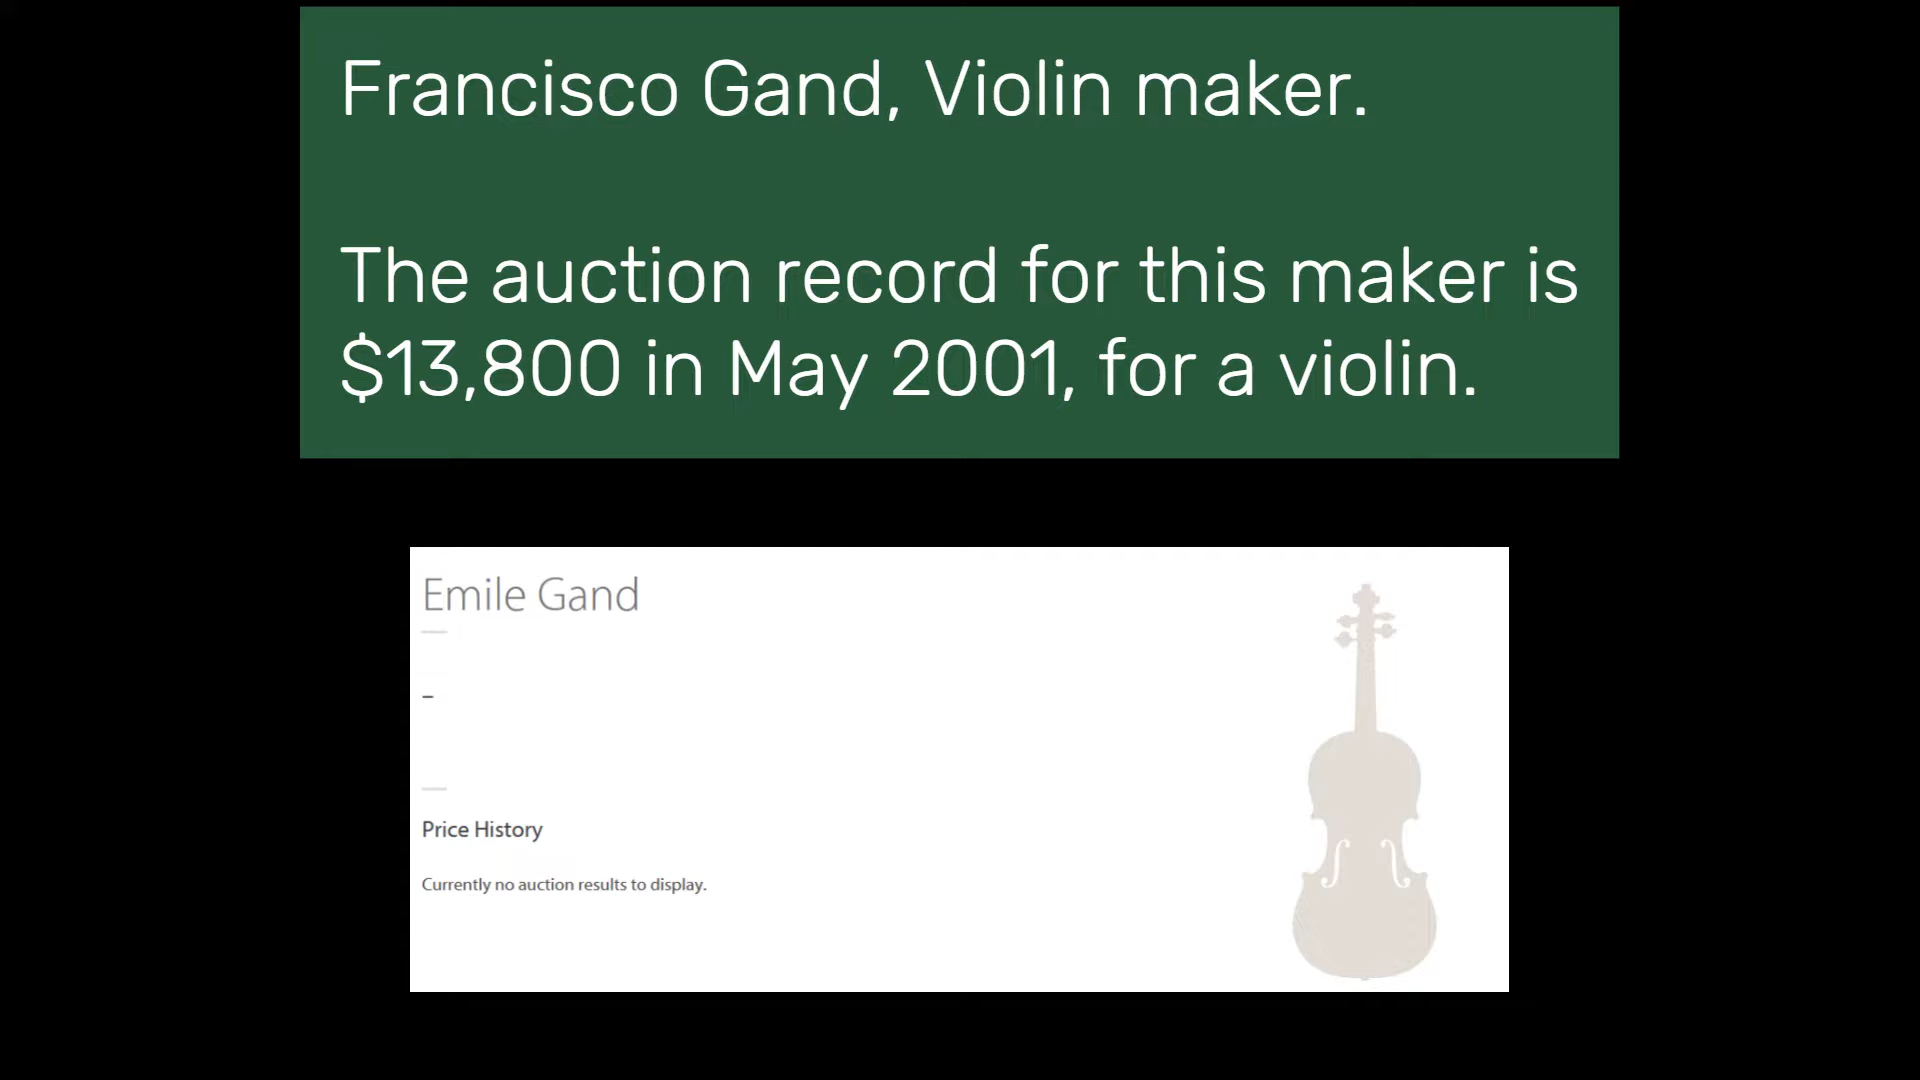 Francisco Gand, Violin maker.
The auction record for this maker is
$13,800 in May 2001, for a violin.
Emile Gand
–
Price History
Currently no auction results to display.